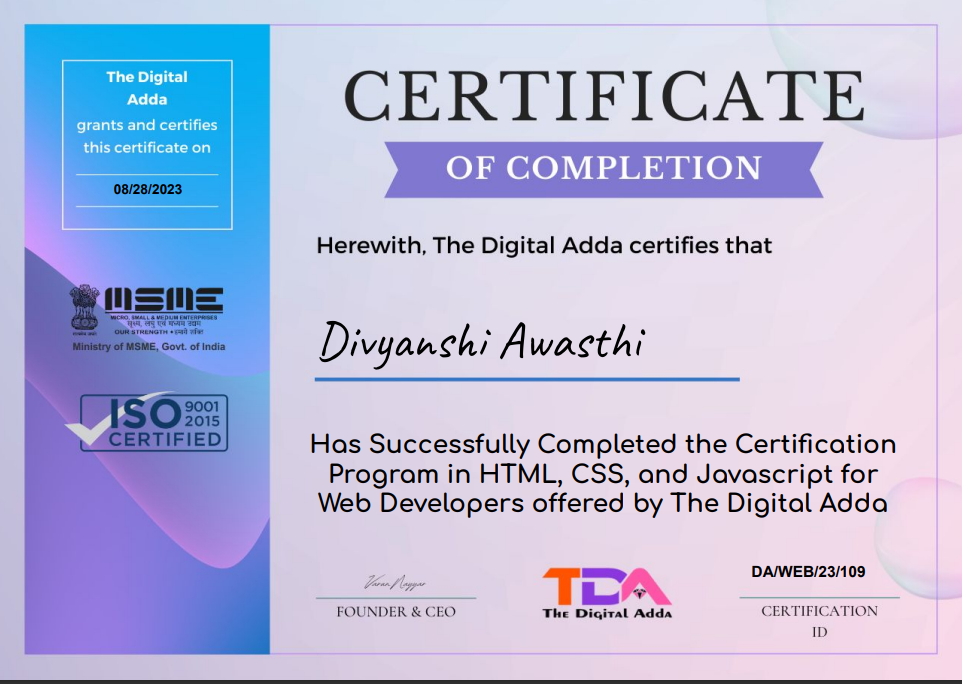 The Digital
Adda
grants and certifies
this certificate on
08/28/2023
MSME
MICRO, SMALL & MEDIUM ENTERPRISES
सूक्ष्म, लघु एवं मध्यम उद्यम
OUR STRENGTH • हमारी शक्ति
Ministry of MSME, Govt. of India
ISO 9001
2015
CERTIFIED
CERTIFICATE
OF COMPLETION
Herewith, The Digital Adda certifies that
Divyanshi Awasthi
Has Successfully Completed the Certification
Program in HTML, CSS, and Javascript for
Web Developers offered by The Digital Adda
Varun Nayyar
FOUNDER & CEO
TDA
The Digital Adda
DA/WEB/23/109
CERTIFICATION
ID